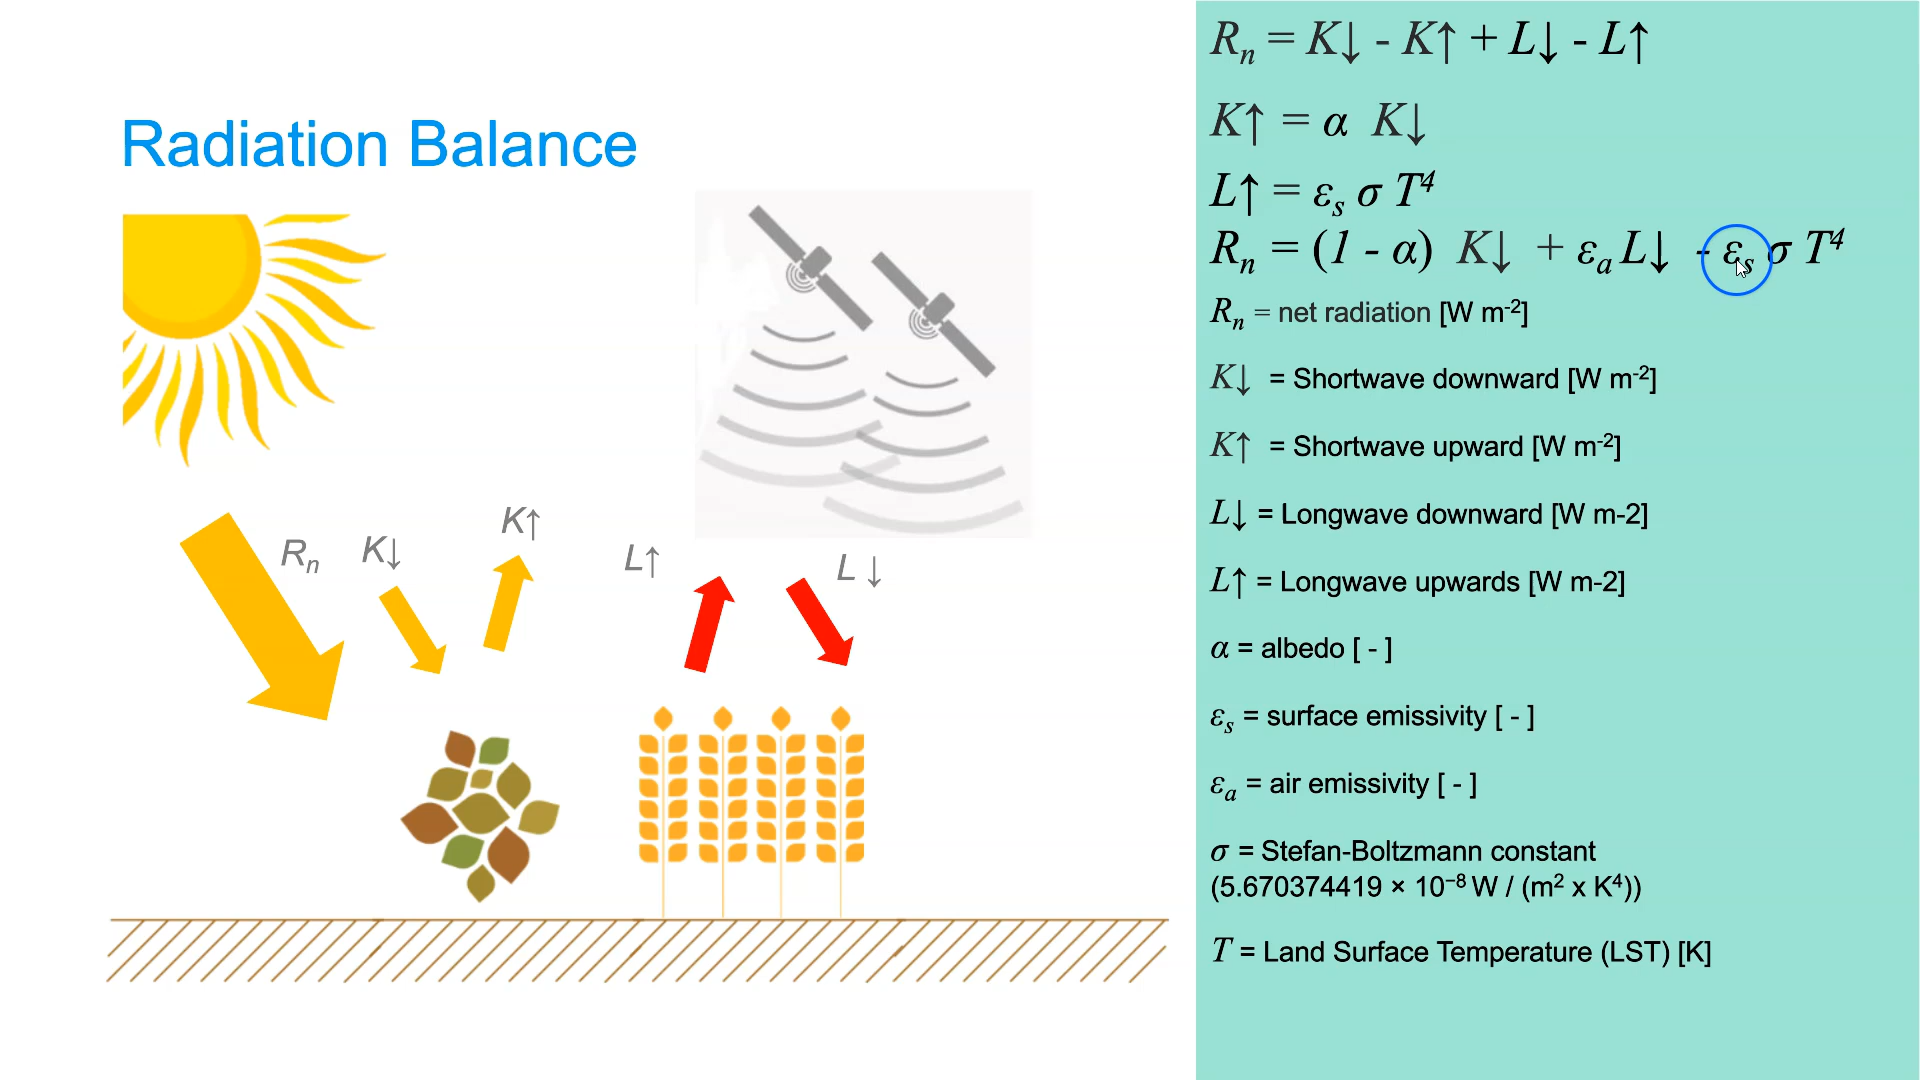 Radiation Balance
Rn K↓ K↑ L↑ L ↓
Rₙ = K↓ - K↑ + L↓ - L↑
K↑ = α K↓
L↑ = εₛ σ T⁴
Rₙ = (1 - α) K↓ + εₐ L↓ - εₛ σ T⁴
Rₙ = net radiation [W m⁻²]
K↓ = Shortwave downward [W m⁻²]
K↑ = Shortwave upward [W m⁻²]
L↓ = Longwave downward [W m-2]
L↑ = Longwave upwards [W m-2]
α = albedo [ - ]
εₛ = surface emissivity [ - ]
εₐ = air emissivity [ - ]
σ = Stefan-Boltzmann constant
(5.670374419 × 10⁻⁸ W / (m² x K⁴))
T = Land Surface Temperature (LST) [K]